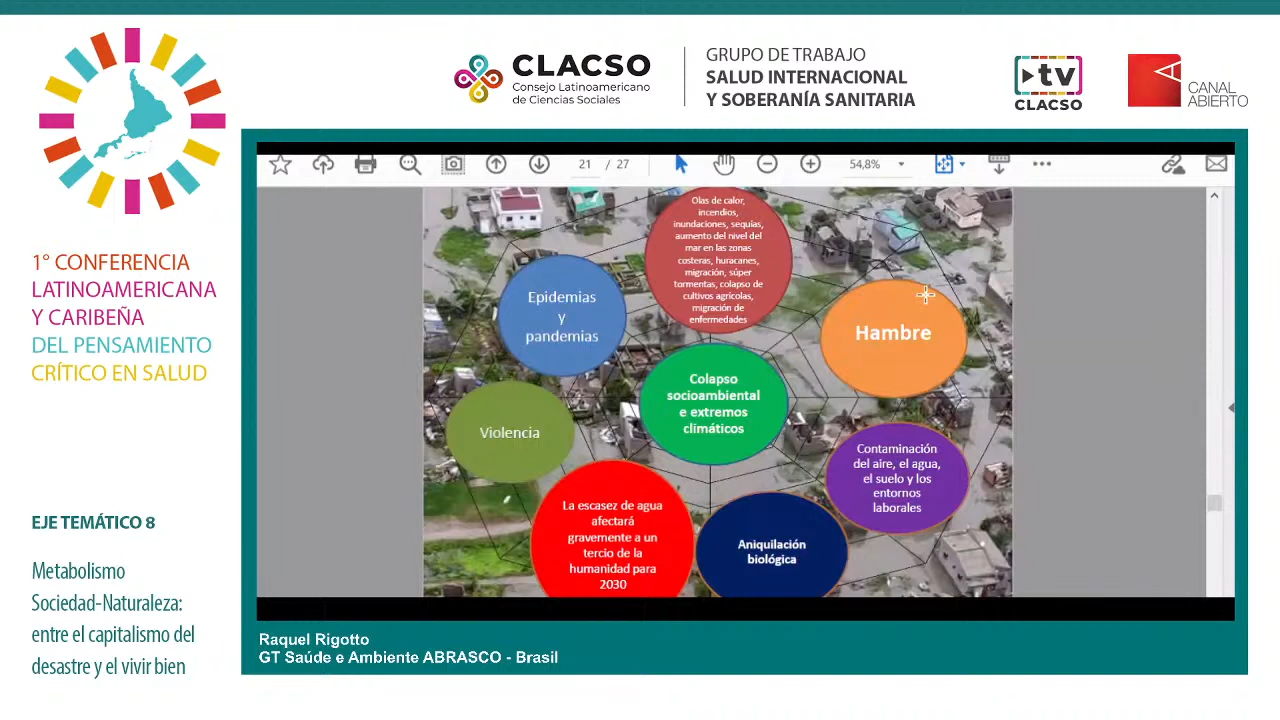 CLACSO
Consejo Latinoamericano
de Ciencias Sociales
GRUPO DE TRABAJO
SALUD INTERNACIONAL
Y SOBERANÍA SANITARIA
tv
CLACSO
CANAL
ABIERTO
1° CONFERENCIA
LATINOAMERICANA
Y CARIBEÑA
DEL PENSAMIENTO
CRÍTICO EN SALUD
EJE TEMÁTICO 8
Metabolismo
Sociedad-Naturaleza:
entre el capitalismo del
desastre y el vivir bien
21 / 27
54,8%
Olas de calor,
incendios,
inundaciones, sequías,
aumento del nivel del
mar en las zonas
costeras, huracanes,
migración, súper
tormentas, colapso de
cultivos agrícolas,
migración de
enfermedades
Epidemias
y
pandemias
Hambre
Colapso
socioambiental
e extremos
climáticos
Violencia
Contaminación
del aire, el agua,
el suelo y los
entornos
laborales
La escasez de agua
afectará
gravemente a un
tercio de la
humanidad para
2030
Aniquilación
biológica
Raquel Rigotto
GT Saúde e Ambiente ABRASCO - Brasil